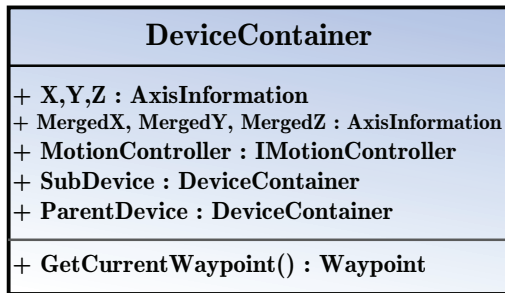 DeviceContainer
+ X,Y,Z : AxisInformation
+ MergedX, MergedY, MergedZ : AxisInformation
+ MotionController : IMotionController
+ SubDevice : DeviceContainer
+ ParentDevice : DeviceContainer
+ GetCurrentWaypoint() : Waypoint